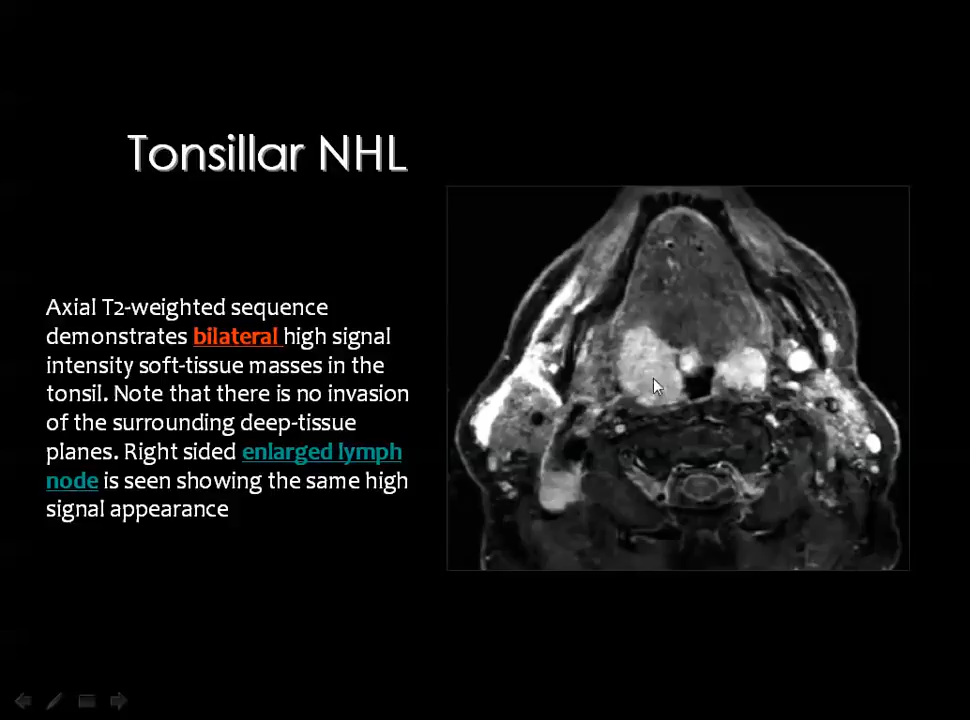 Tonsillar NHL
Axial T2-weighted sequence
demonstrates bilateral high signal
intensity soft-tissue masses in the
tonsil. Note that there is no invasion
of the surrounding deep-tissue
planes. Right sided enlarged lymph
node is seen showing the same high
signal appearance